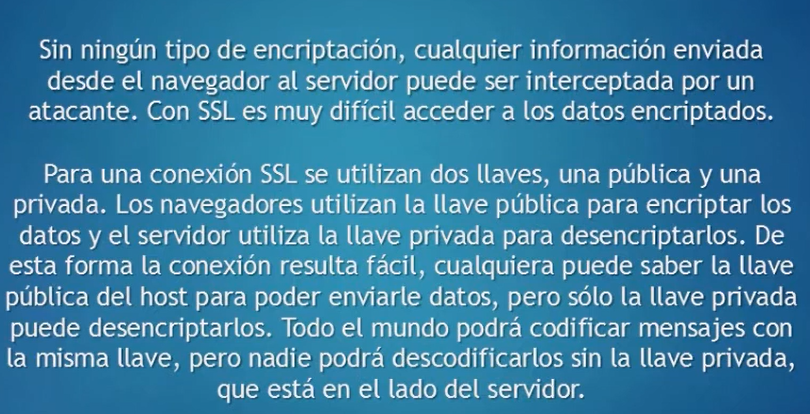 Sin ningún tipo de encriptación, cualquier información enviada
desde el navegador al servidor puede ser interceptada por un
atacante. Con SSL es muy difícil acceder a los datos encriptados.
Para una conexión SSL se utilizan dos llaves, una pública y una
privada. Los navegadores utilizan la llave pública para encriptar los
datos y el servidor utiliza la llave privada para desencriptarlos. De
esta forma la conexión resulta fácil, cualquiera puede saber la llave
pública del host para poder enviarle datos, pero sólo la llave privada
puede desencriptarlos. Todo el mundo podrá codificar mensajes con
la misma llave, pero nadie podrá descodificarlos sin la llave privada,
que está en el lado del servidor.